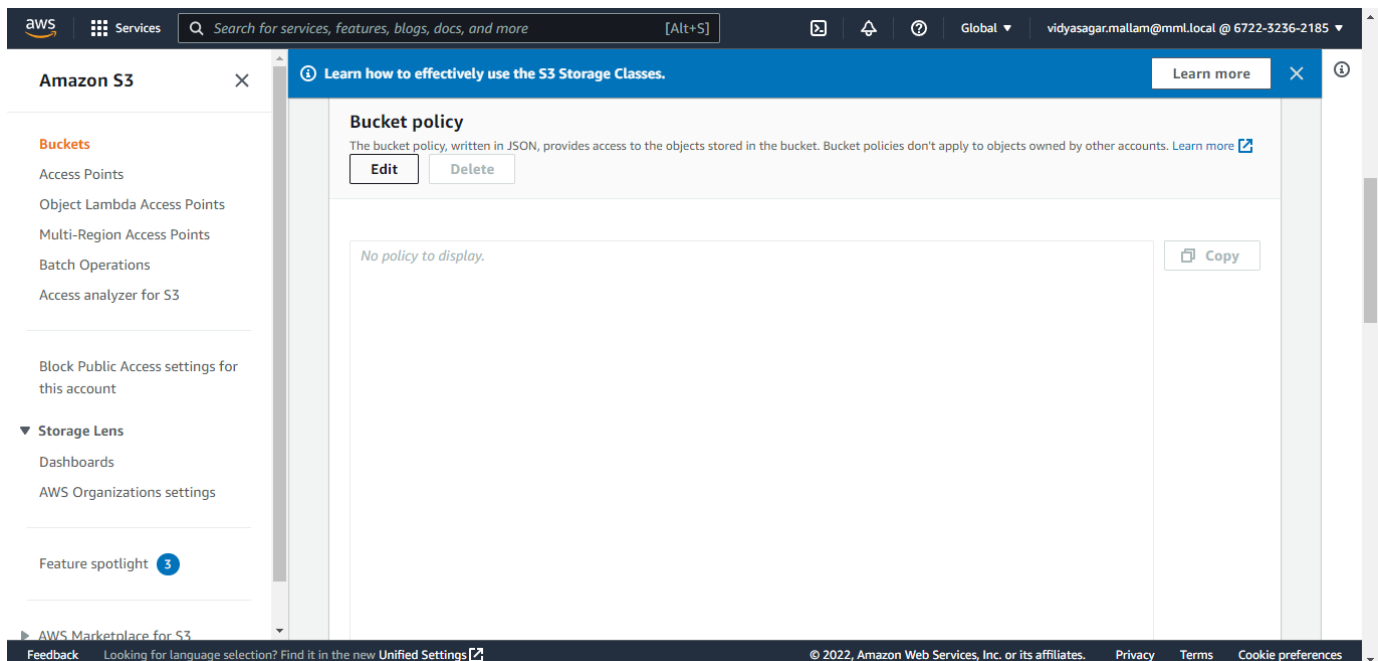 aws
Services
Search for services, features, blogs, docs, and more
[Alt+S]
Global ▼
vidyasagar.mallam@mml.local @ 6722-3236-2185 ▼
Amazon S3
Buckets
Access Points
Object Lambda Access Points
Multi-Region Access Points
Batch Operations
Access analyzer for S3
Block Public Access settings for
this account
▼ Storage Lens
Dashboards
AWS Organizations settings
Feature spotlight 3
AWS Marketplace for S3
Learn how to effectively use the S3 Storage Classes.
Learn more
Bucket policy
The bucket policy, written in JSON, provides access to the objects stored in the bucket. Bucket policies don't apply to objects owned by other accounts. Learn more
Edit
Delete
No policy to display.
Copy
Feedback
Looking for language selection? Find it in the new Unified Settings
© 2022, Amazon Web Services, Inc. or its affiliates.
Privacy
Terms
Cookie preferences